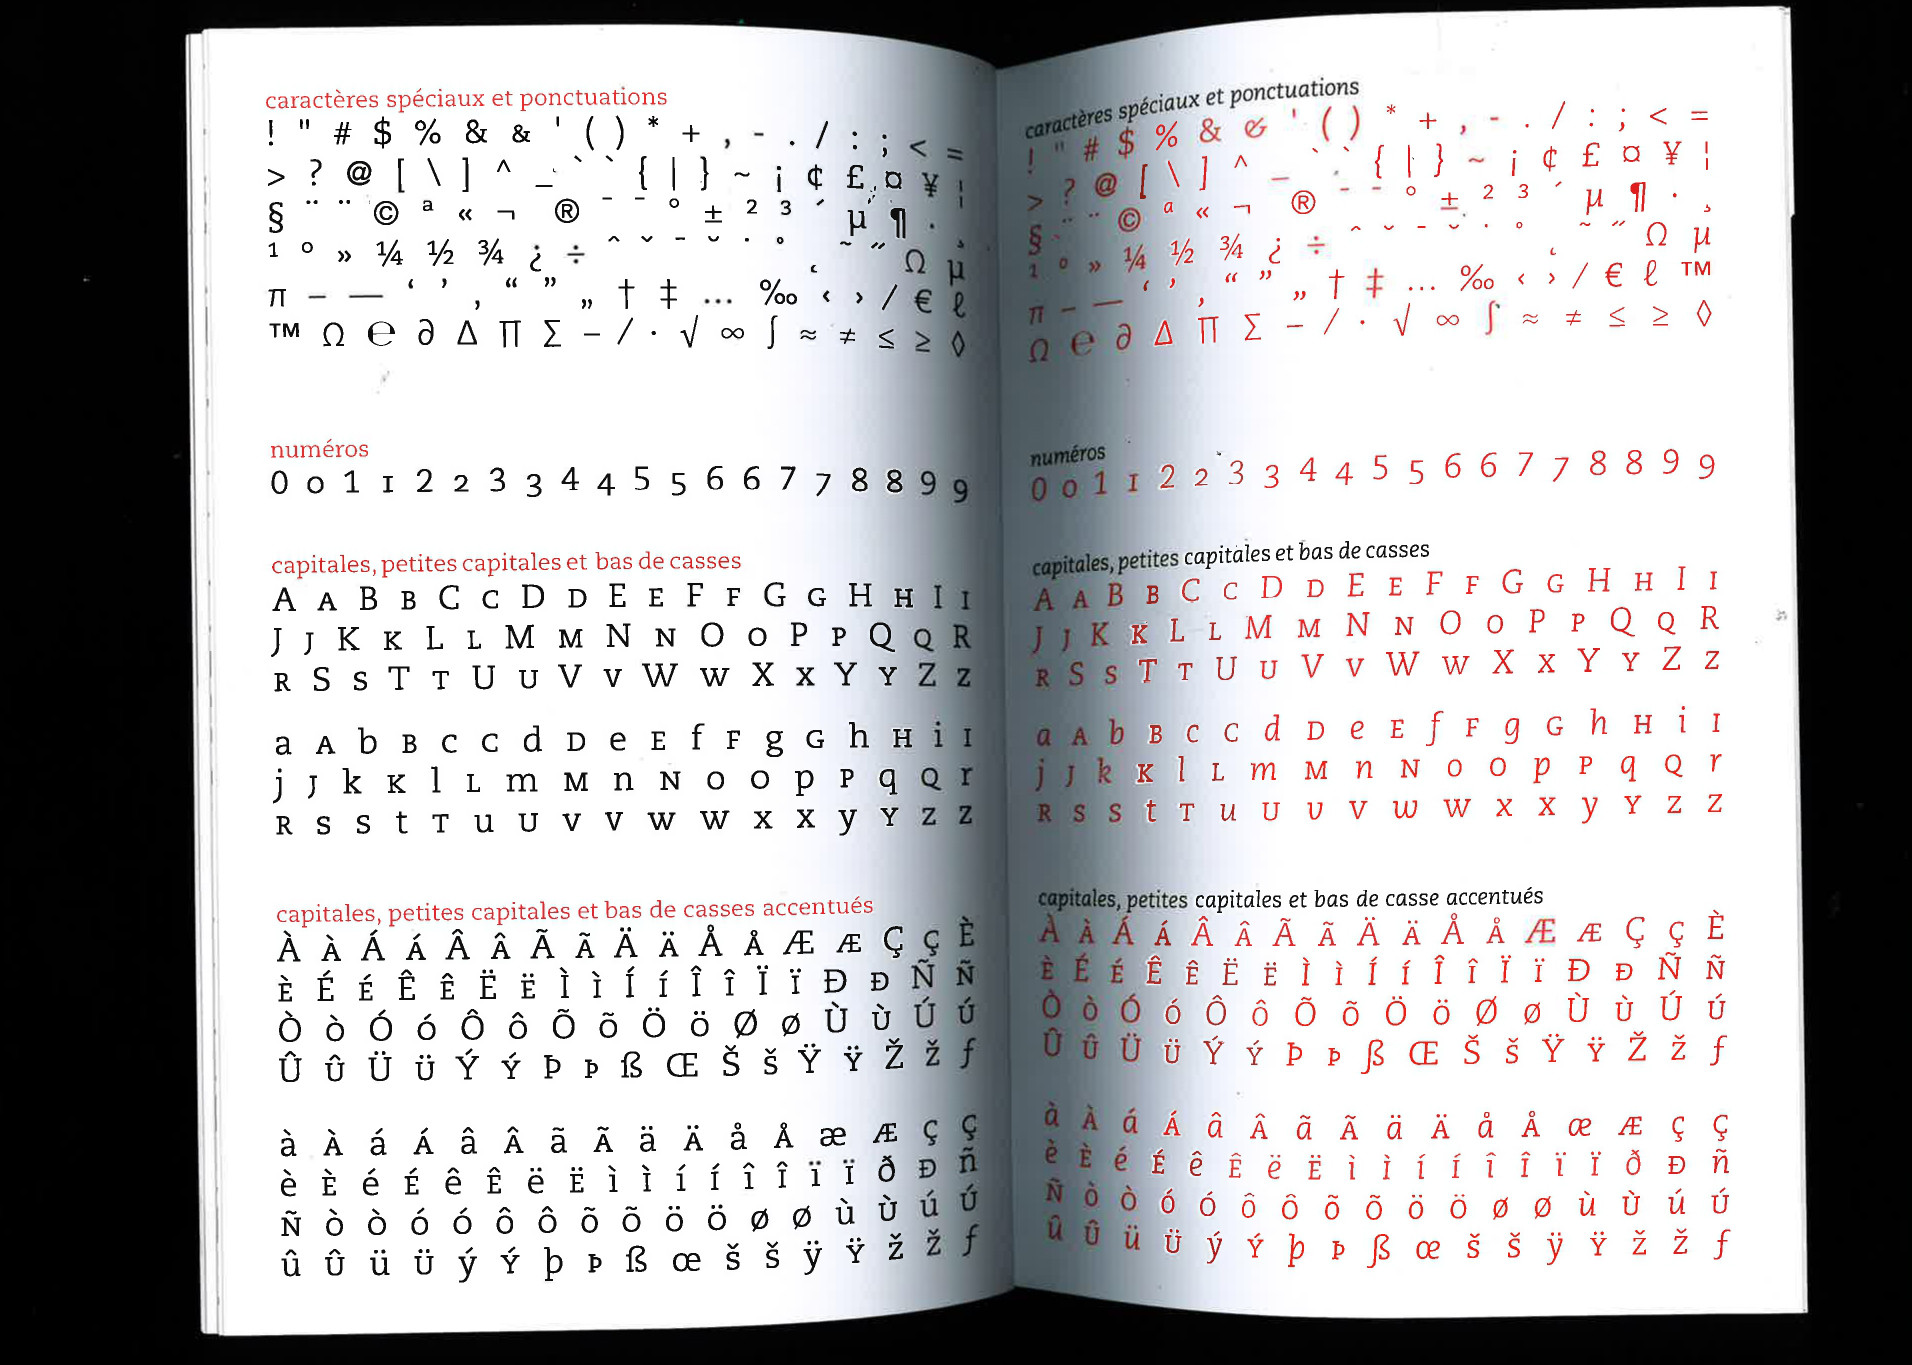 caractères spéciaux et ponctuations
! " # $ % & & ' ( ) * + , - . / : ; < =
> ? @ [ \ ] ^ _ ` ` { | } ~ ¡ ¢ £ ¤ ¥ ¦
§ ¨ ¨ © ª « ¬ ® ¯ ¯ ° ± ² ³ ´ µ ¶ · ¸
¹ º » ¼ ½ ¾ ¿ ÷ ˆ ˇ ˉ ˘ ˙ ˚ ˛ ˜ ˝ Ω μ
π – — ‘ ’ ‚ “ ” „ † ‡ … ‰ ‹ › ⁄ € ℓ
™ Ω ℮ ∂ ∆ ∏ ∑ − ∕ ∙ √ ∞ ∫ ≈ ≠ ≤ ≥ ◊
numéros
0 0 1 1 2 2 3 3 4 4 5 5 6 6 7 7 8 8 9 9
capitales, petites capitales et bas de casses
A A B B C C D D E E F F G G H H I I
J J K K L L M M N N O O P P Q Q R
R S S T T U U V V W W X X Y Y Z Z
a A b B c C d D e E f F g G h H i I
j J k K l L m M n N o O p P q Q r
R s S t T u U v V w W x X y Y z Z
capitales, petites capitales et bas de casses accentués
À À Á Á Â Â Ã Ã Ä Ä Å Å Æ Æ Ç Ç È
È É É Ê Ê Ë Ë Ì Ì Í Í Î Î Ï Ï Ð Ð Ñ Ñ
Ò Ò Ó Ó Ô Ô Õ Õ Ö Ö Ø Ø Ù Ù Ú Ú
Û Û Ü Ü Ý Ý Þ Þ ß Œ Š Š Ÿ Ÿ Ž Ž ƒ
à À á Á â Â ã Ã ä Ä å Å æ Æ ç Ç
è È é É ê Ê ë Ë ì Ì í Í î Î ï Ï ð Ð ñ
Ñ ò Ò ó Ó ô Ô õ Õ ö Ö ø Ø ù Ù ú Ú
û Û ü Ü ý Ý þ Þ ß œ š Š ÿ Ÿ ž Ž ƒ
caractères spéciaux et ponctuations
! " # $ % & & ' ( ) * + , - . / : ; < =
> ? @ [ \ ] ^ _ ` ` { | } ~ ¡ ¢ £ ¤ ¥ ¦
§ ¨ ¨ © ª « ¬ ® ¯ ¯ ° ± ² ³ ´ µ ¶ · ¸
¹ º » ¼ ½ ¾ ¿ ÷ ˆ ˇ ˉ ˘ ˙ ˚ ˛ ˜ ˝ Ω μ
π – — ‘ ’ ‚ “ ” „ † ‡ … ‰ ‹ › ⁄ € ℓ ™
Ω ℮ ∂ ∆ ∏ ∑ − ∕ ∙ √ ∞ ∫ ≈ ≠ ≤ ≥ ◊
numéros
0 0 1 1 2 2 3 3 4 4 5 5 6 6 7 7 8 8 9 9
capitales, petites capitales et bas de casses
A A B B C C D D E E F F G G H H I I
J J K K L L M M N N O O P P Q Q R
R S S T T U U V V W W X X Y Y Z Z
a A b B c C d D e E f F g G h H i I
j J k K l L m M n N o O p P q Q r
R s S t T u U v V w W x X y Y z Z
capitales, petites capitales et bas de casse accentués
À À Á Á Â Â Ã Ã Ä Ä Å Å Æ Æ Ç Ç È
È É É Ê Ê Ë Ë Ì Ì Í Í Î Î Ï Ï Ð Ð Ñ Ñ
Ò Ò Ó Ó Ô Ô Õ Õ Ö Ö Ø Ø Ù Ù Ú Ú
Û Û Ü Ü Ý Ý Þ Þ ß Œ Š Š Ÿ Ÿ Ž Ž ƒ
à À á Á â Â ã Ã ä Ä å Å æ Æ ç Ç
è È é É ê Ê ë Ë ì Ì í Í î Î ï Ï ð Ð ñ
Ñ ò Ò ó Ó ô Ô õ Õ ö Ö ø Ø ù Ù ú Ú
û Û ü Ü ý Ý þ Þ ß œ š Š ÿ Ÿ ž Ž ƒ